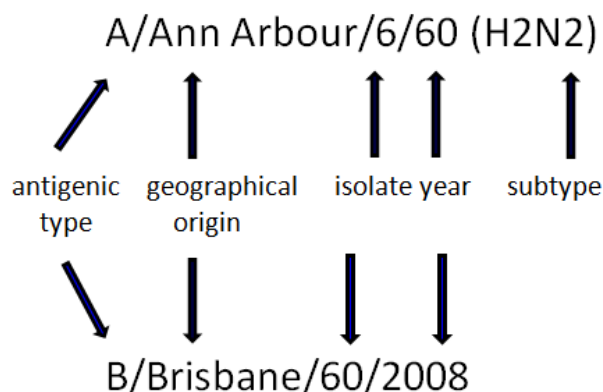 A/Ann Arbour/6/60 (H2N2)
antigenic type
geographical origin
isolate year
subtype
B/Brisbane/60/2008